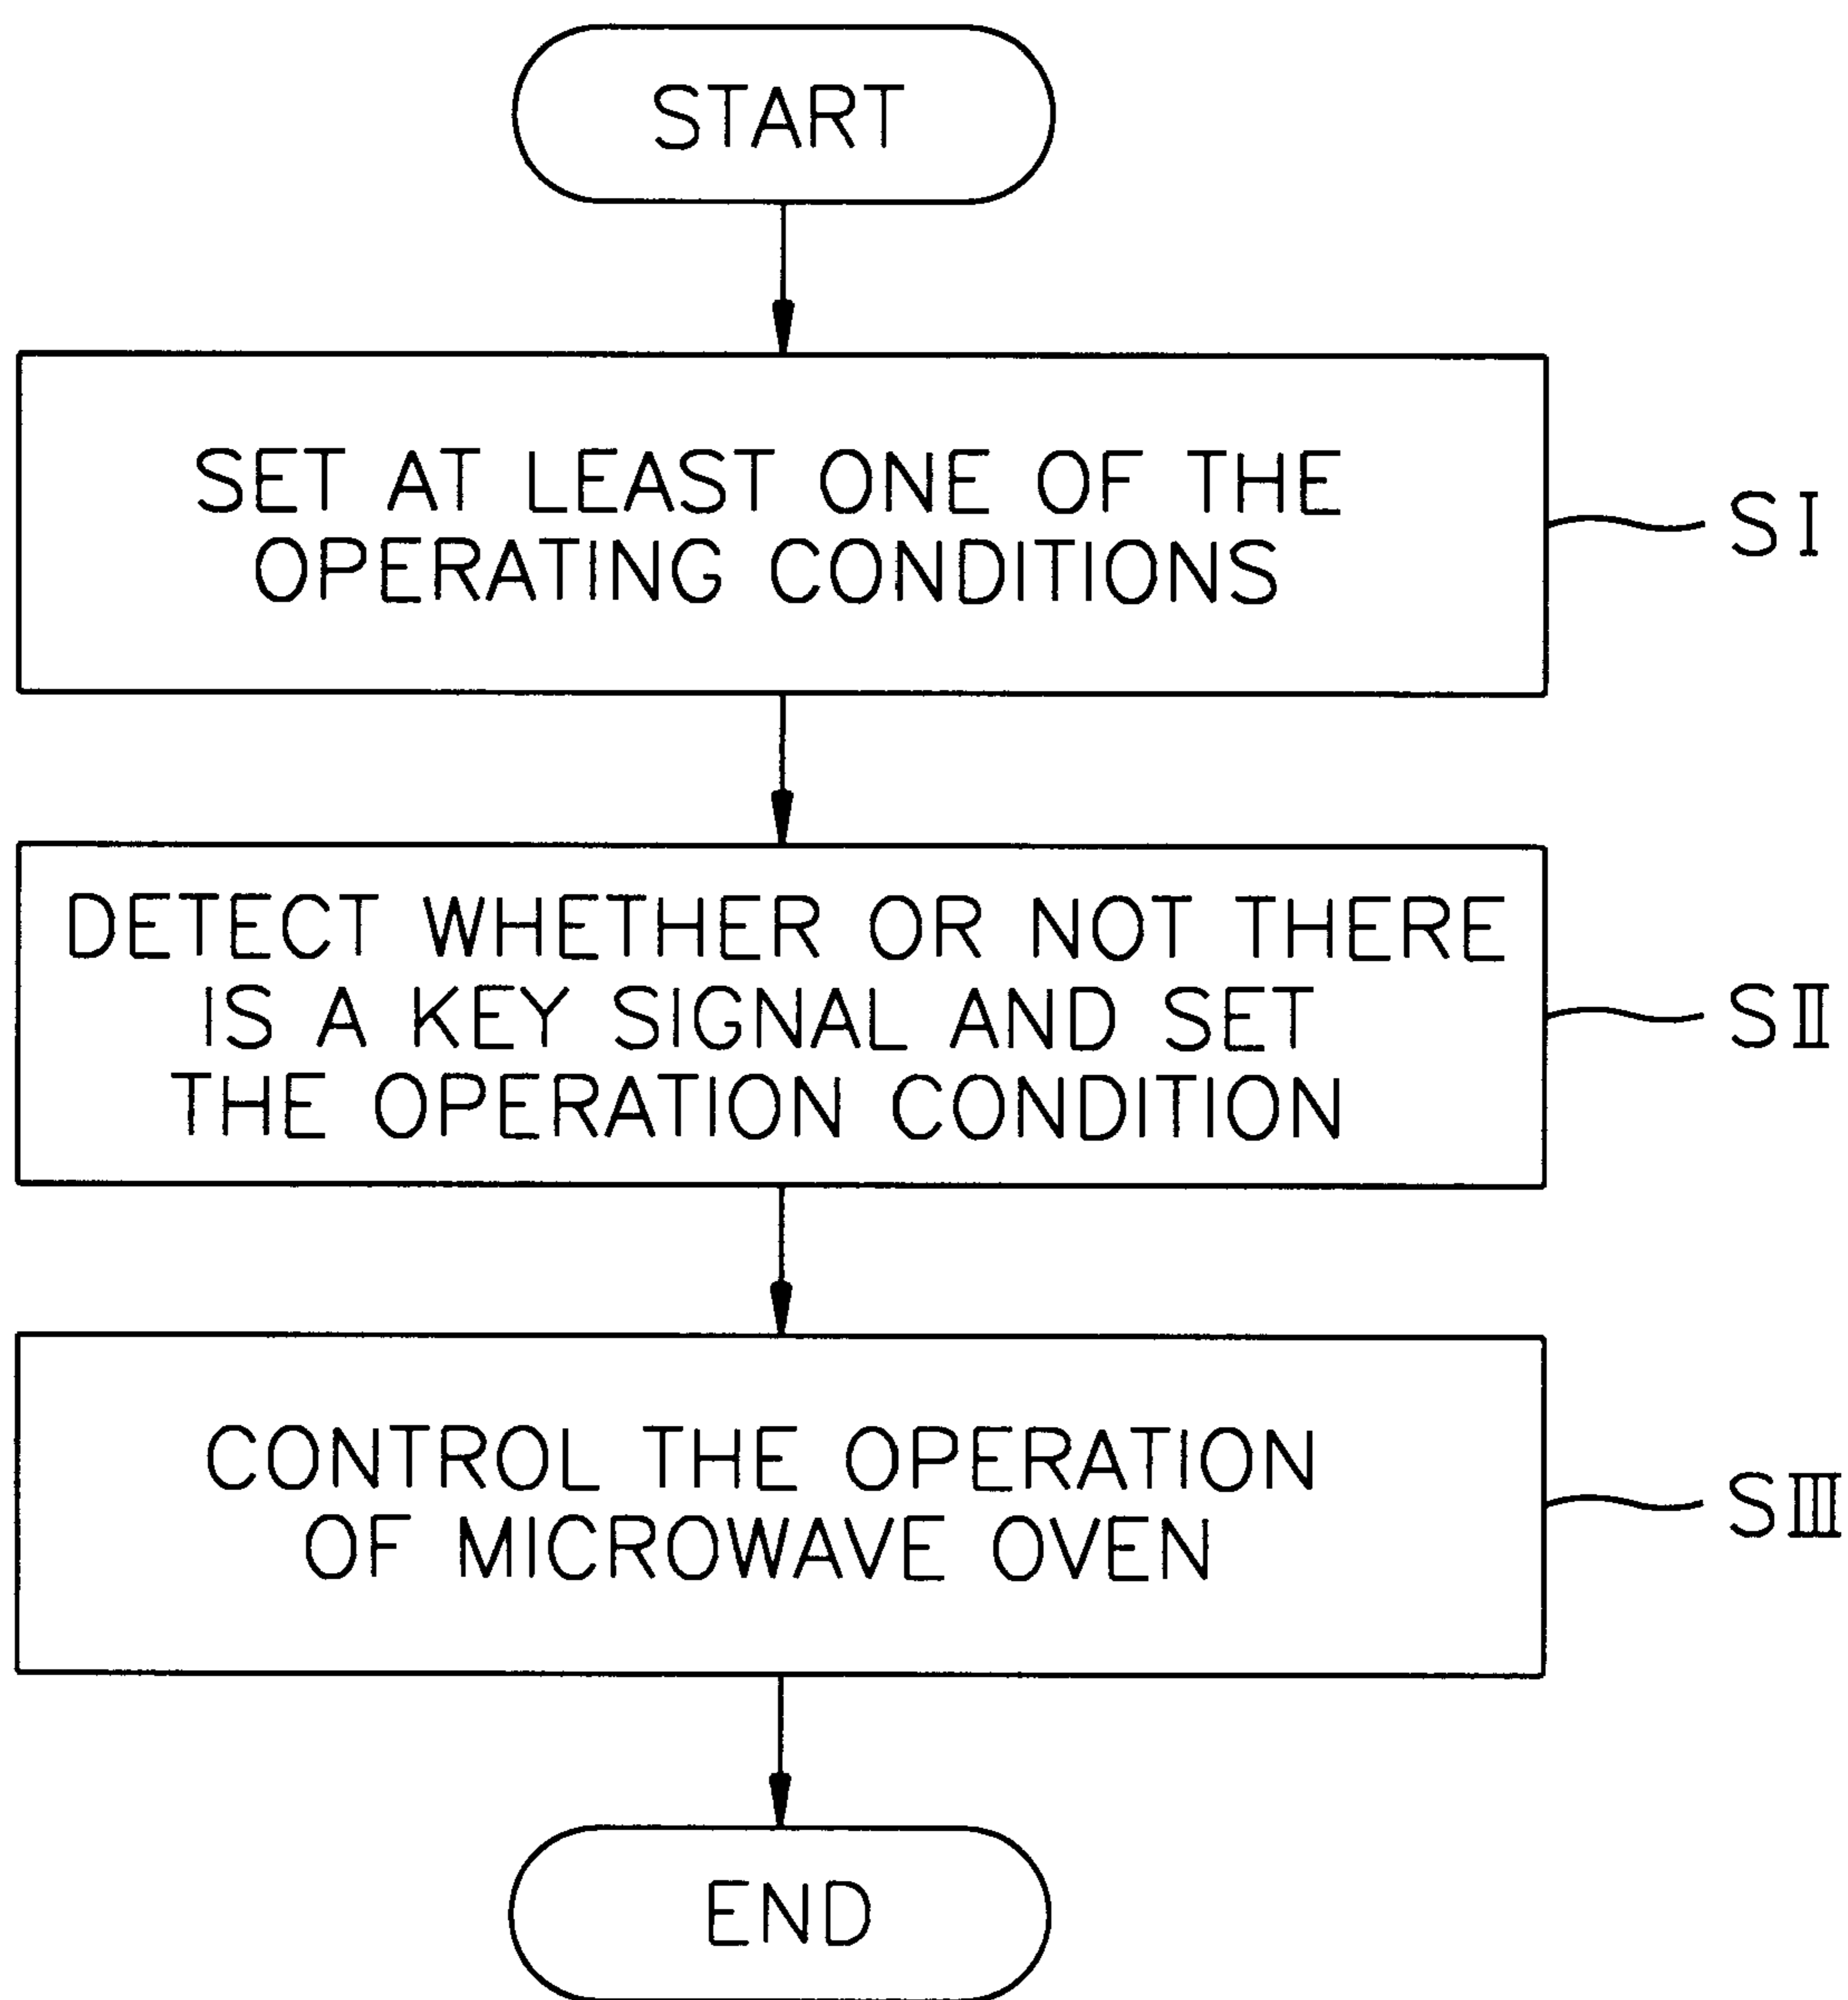 START
SET AT LEAST ONE OF THE
OPERATING CONDITIONS
SI
DETECT WHETHER OR NOT THERE
IS A KEY SIGNAL AND SET
THE OPERATION CONDITION
SII
CONTROL THE OPERATION
OF MICROWAVE OVEN
SIII
END